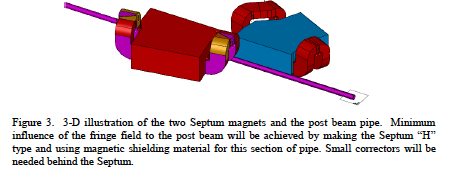 Figure 3. 3-D illustration of the two Septum magnets and the post beam pipe. Minimum
influence of the fringe field to the post beam will be achieved by making the Septum “H”
type and using magnetic shielding material for this section of pipe. Small correctors will be
needed behind the Septum.